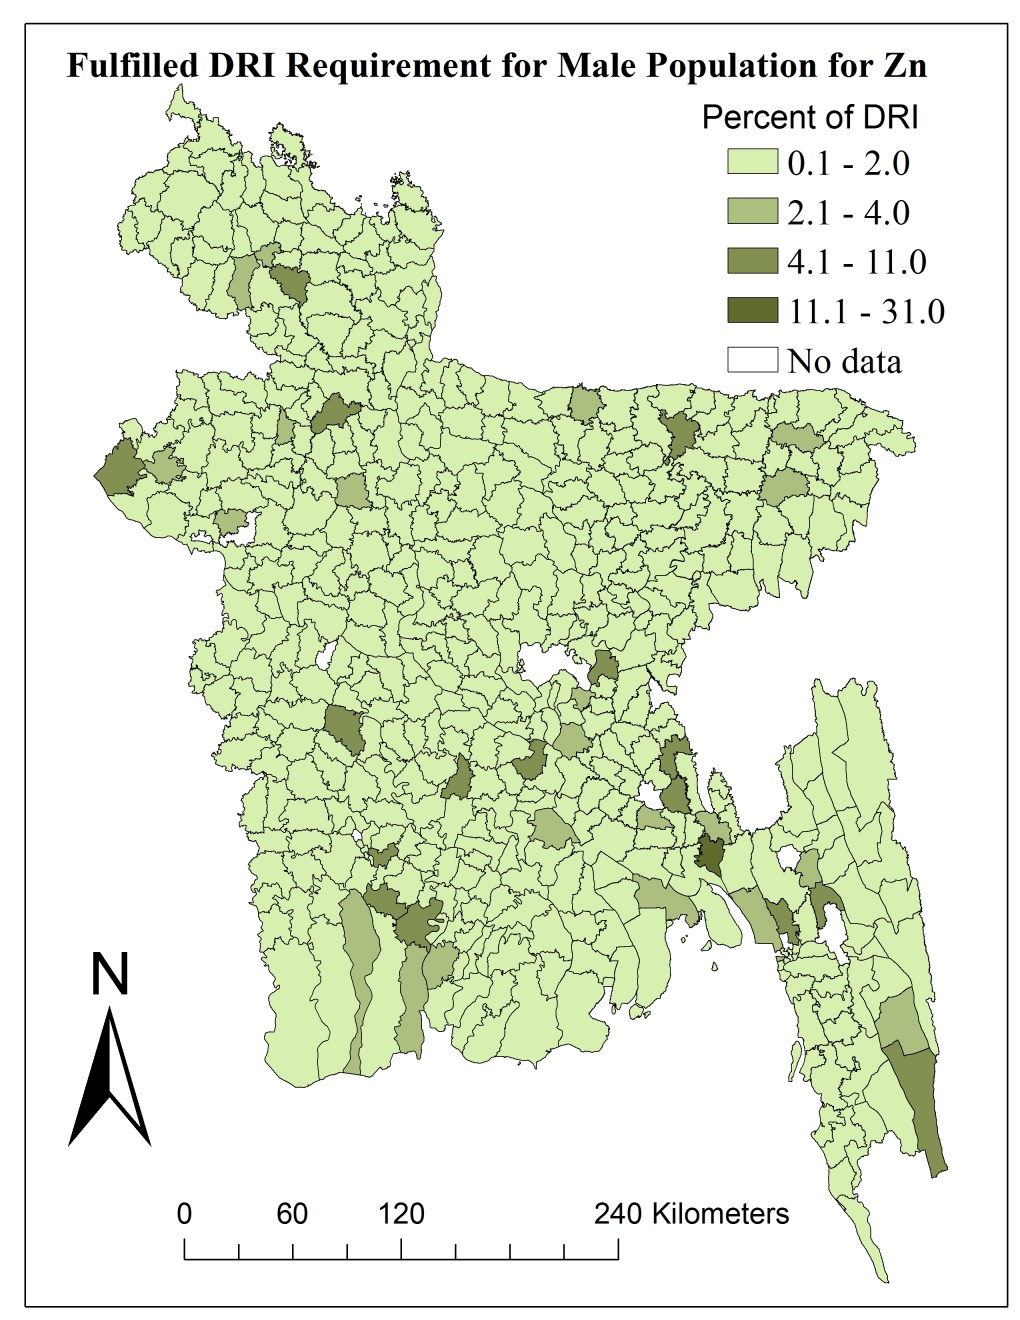 Fulfilled DRI Requirement for Male Population for Zn
Percent of DRI
0.1 - 2.0
2.1 - 4.0
4.1 - 11.0
11.1 - 31.0
No data
N
0 60 120 240 Kilometers